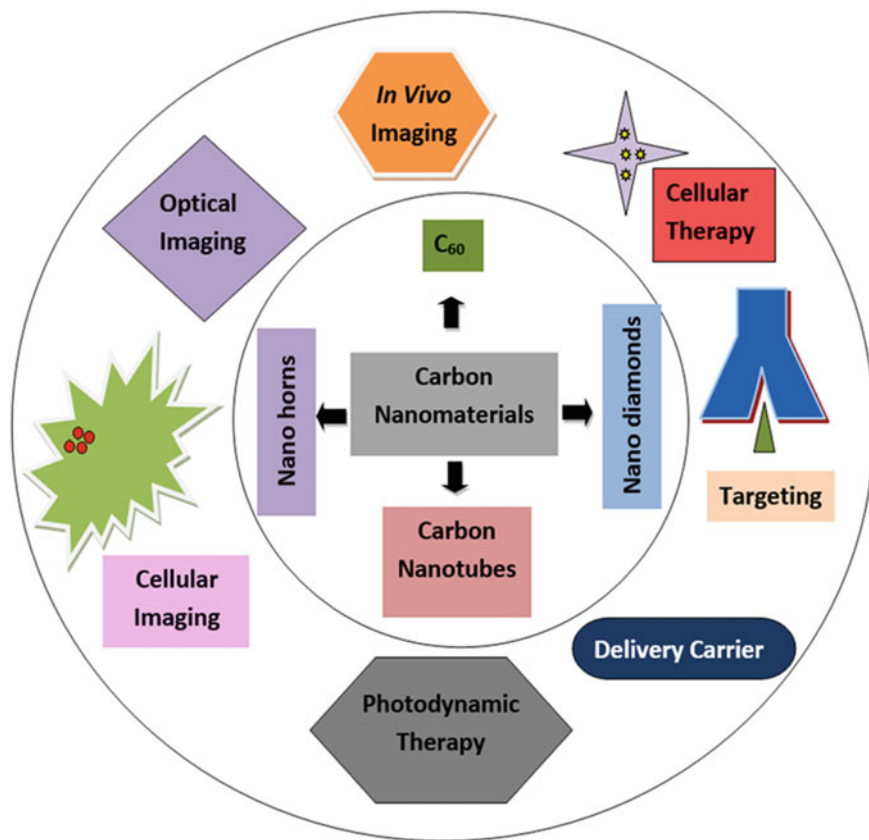 In Vivo
Imaging
Optical
Imaging
Cellular
Therapy
C₆₀
Nano horns
Carbon
Nanomaterials
Nano diamonds
Targeting
Carbon
Nanotubes
Cellular
Imaging
Delivery Carrier
Photodynamic
Therapy